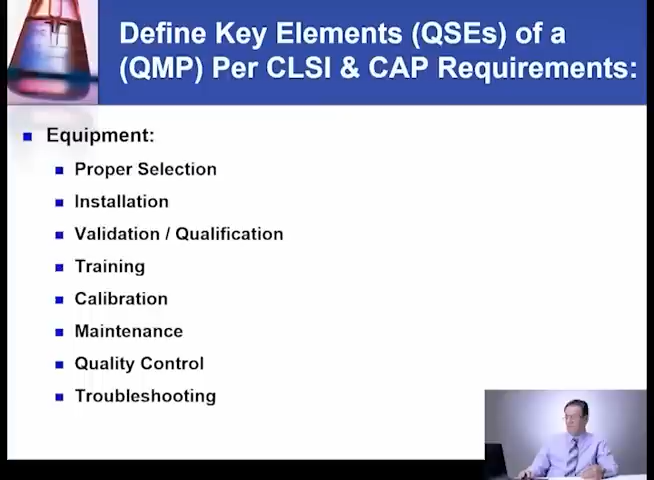 Define Key Elements (QSEs) of a
(QMP) Per CLSI & CAP Requirements:
Equipment:
Proper Selection
Installation
Validation / Qualification
Training
Calibration
Maintenance
Quality Control
Troubleshooting